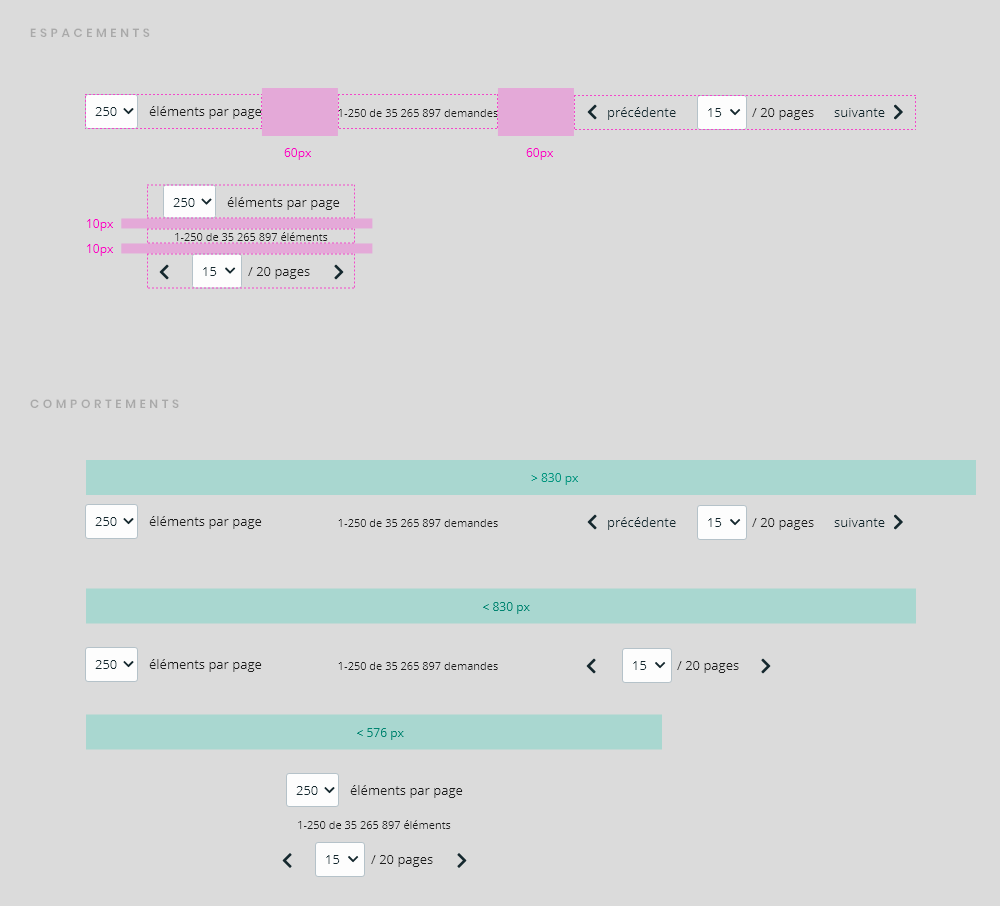 ESPACEMENTS
250 éléments par page 1-250 de 35 265 897 demandes précédente 15 / 20 pages suivante
60px 60px
250 éléments par page
10px
1-250 de 35 265 897 éléments
10px
15 / 20 pages
COMPORTEMENTS
> 830 px
250 éléments par page 1-250 de 35 265 897 demandes précédente 15 / 20 pages suivante
< 830 px
250 éléments par page 1-250 de 35 265 897 demandes 15 / 20 pages
< 576 px
250 éléments par page
1-250 de 35 265 897 éléments
15 / 20 pages